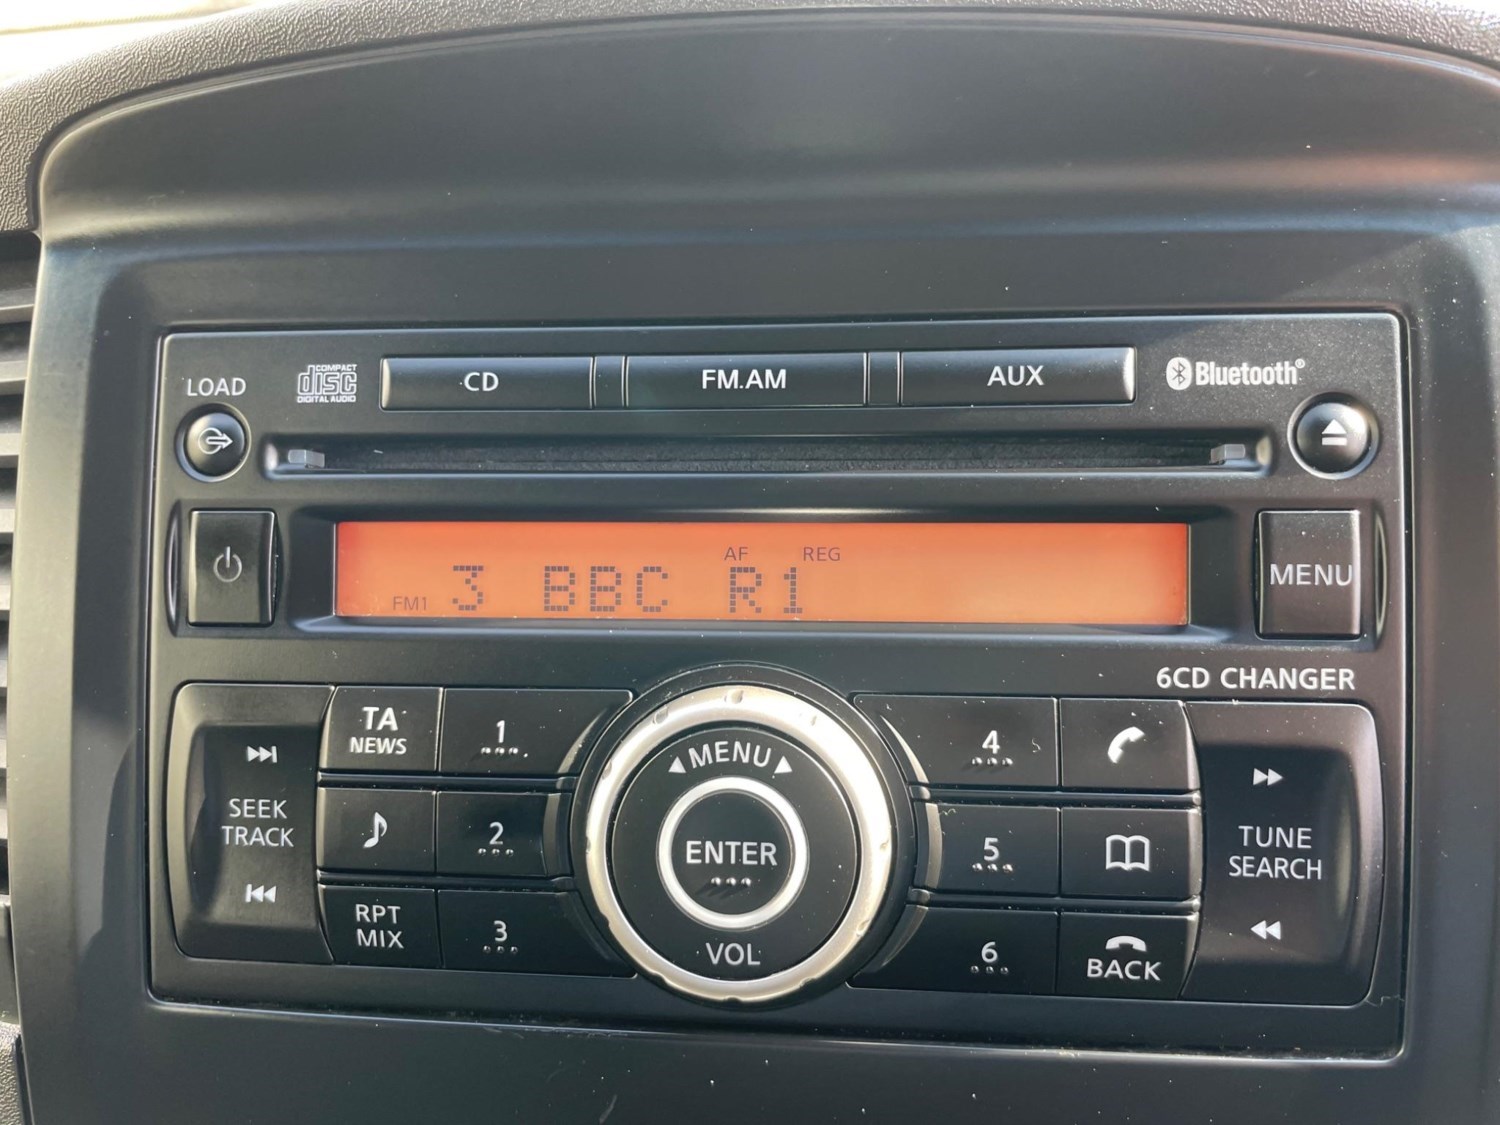 LOAD
COMPACT
disc
DIGITAL AUDIO
CD
FM.AM
AUX
Bluetooth®
AF REG
FM1 3 BBC R1
MENU
6CD CHANGER
SEEK
TRACK
TA
NEWS
1
2
RPT
MIX
3
MENU
ENTER
VOL
4
5
6
BACK
TUNE
SEARCH